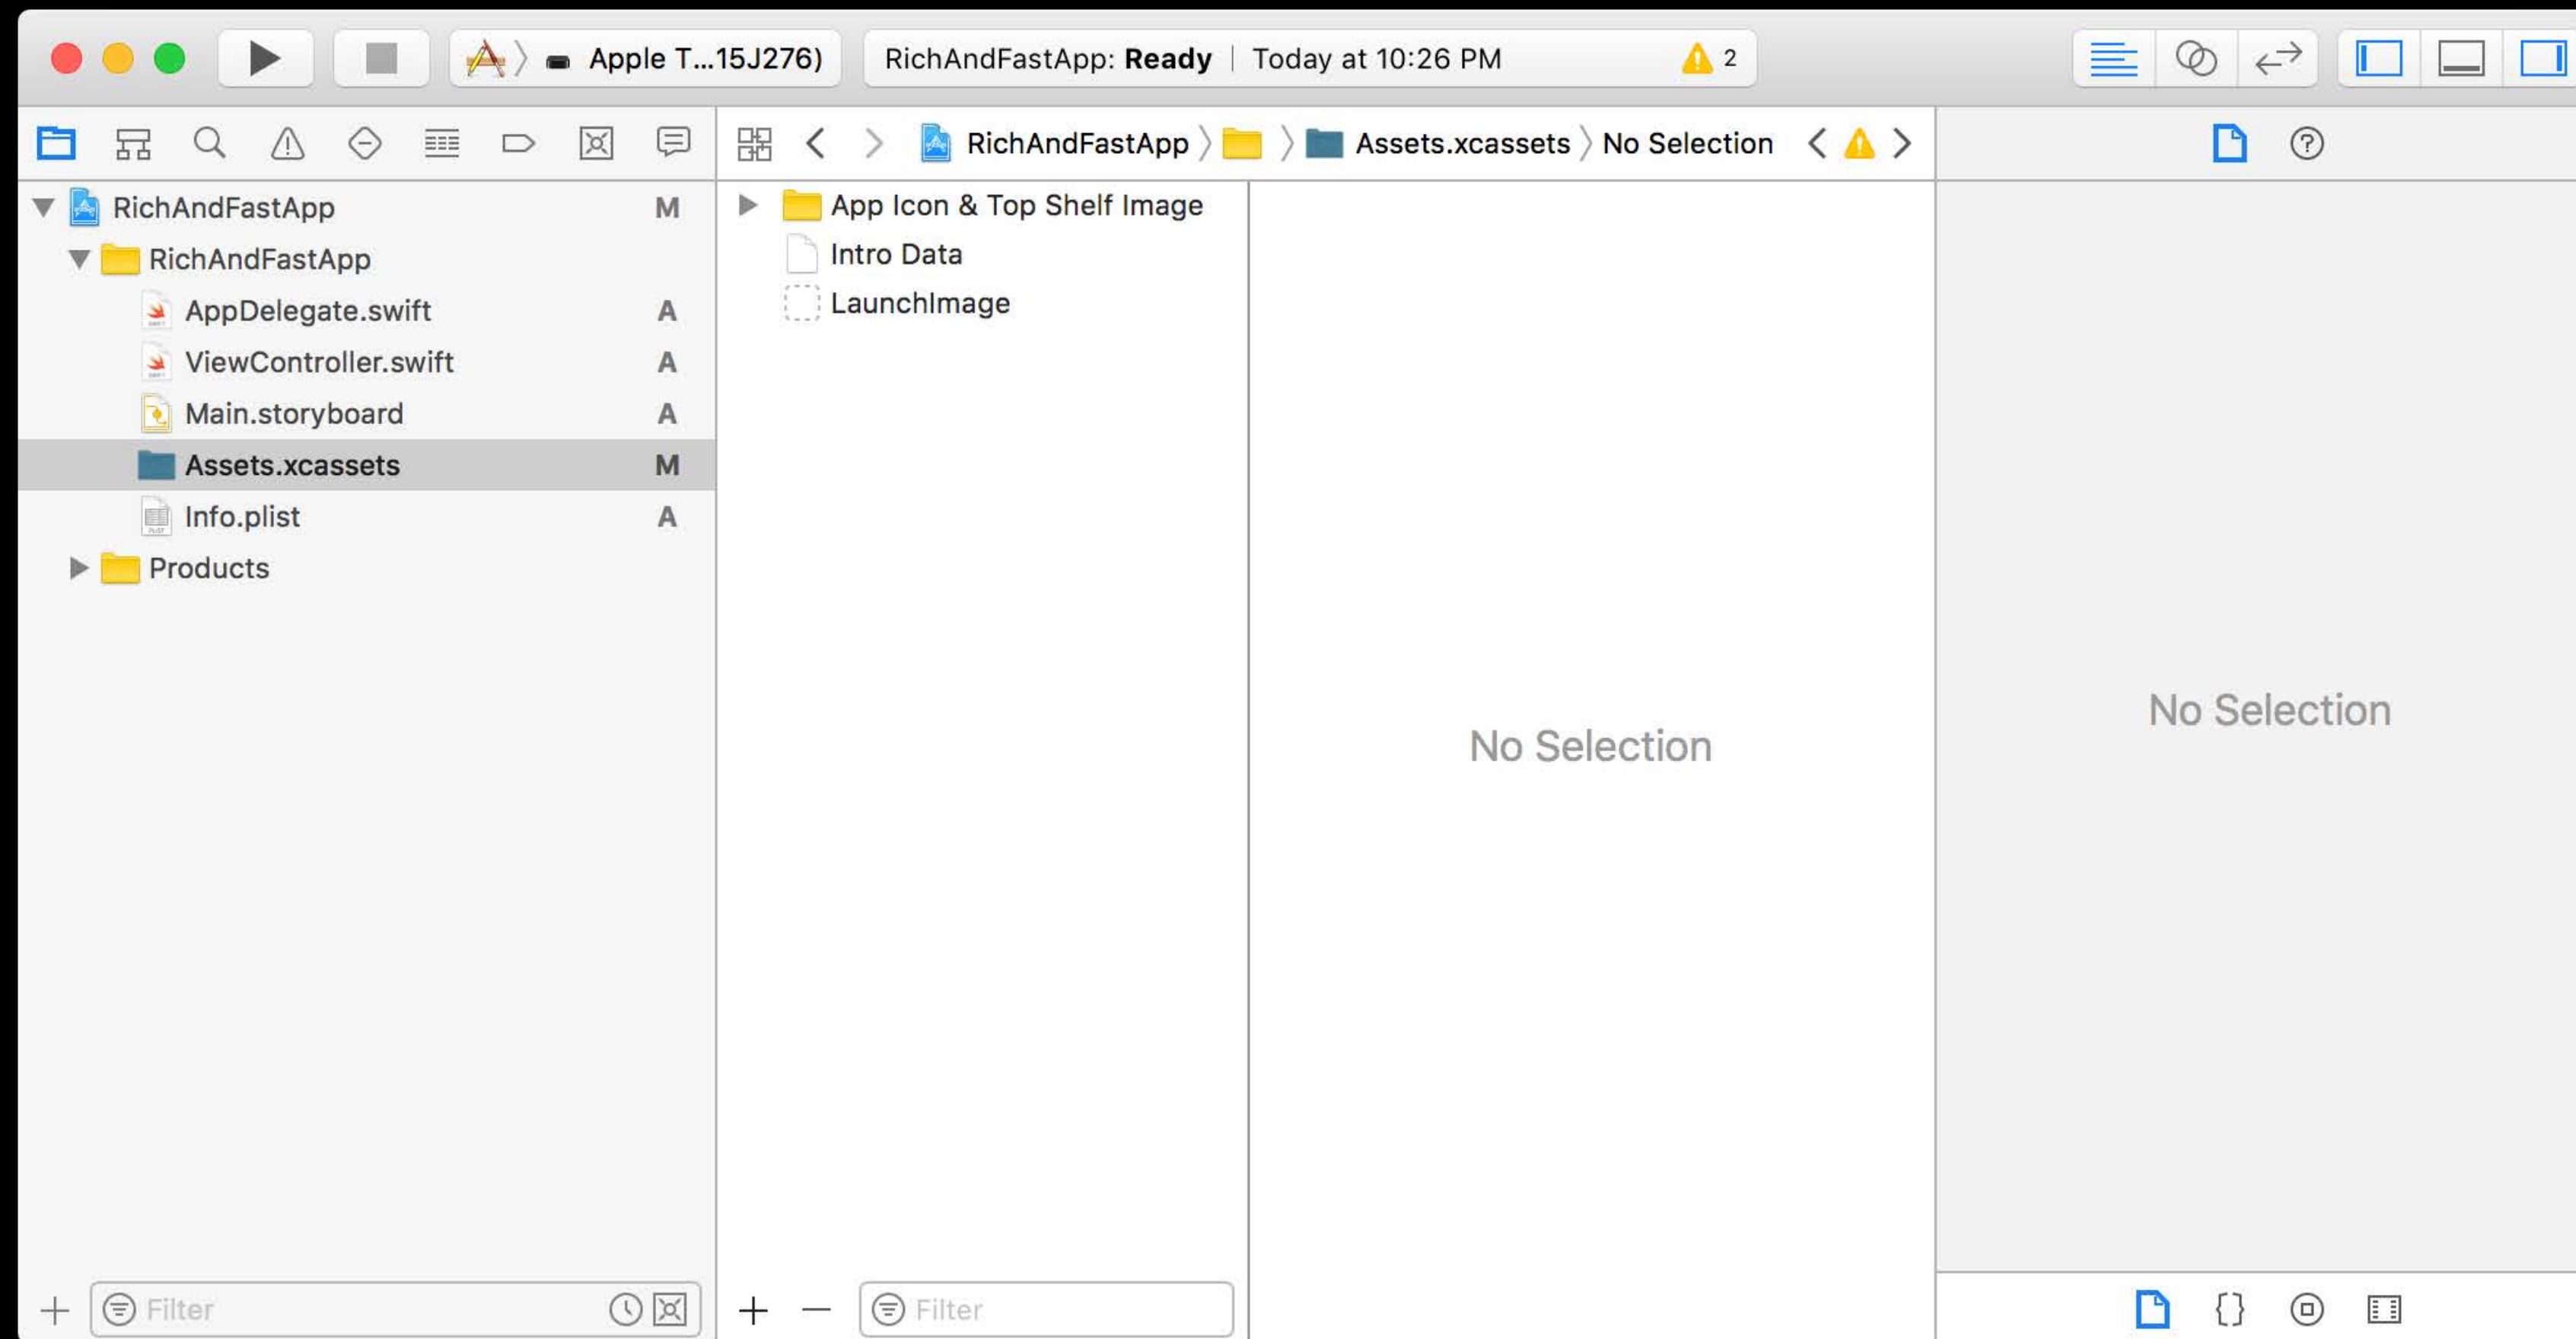 Apple T...15J276)
RichAndFastApp: Ready | Today at 10:26 PM
2
RichAndFastApp
Assets.xcassets
No Selection
RichAndFastApp M
RichAndFastApp
AppDelegate.swift A
ViewController.swift A
Main.storyboard A
Assets.xcassets M
Info.plist A
Products
App Icon & Top Shelf Image
Intro Data
LaunchImage
No Selection
No Selection
Filter
Filter